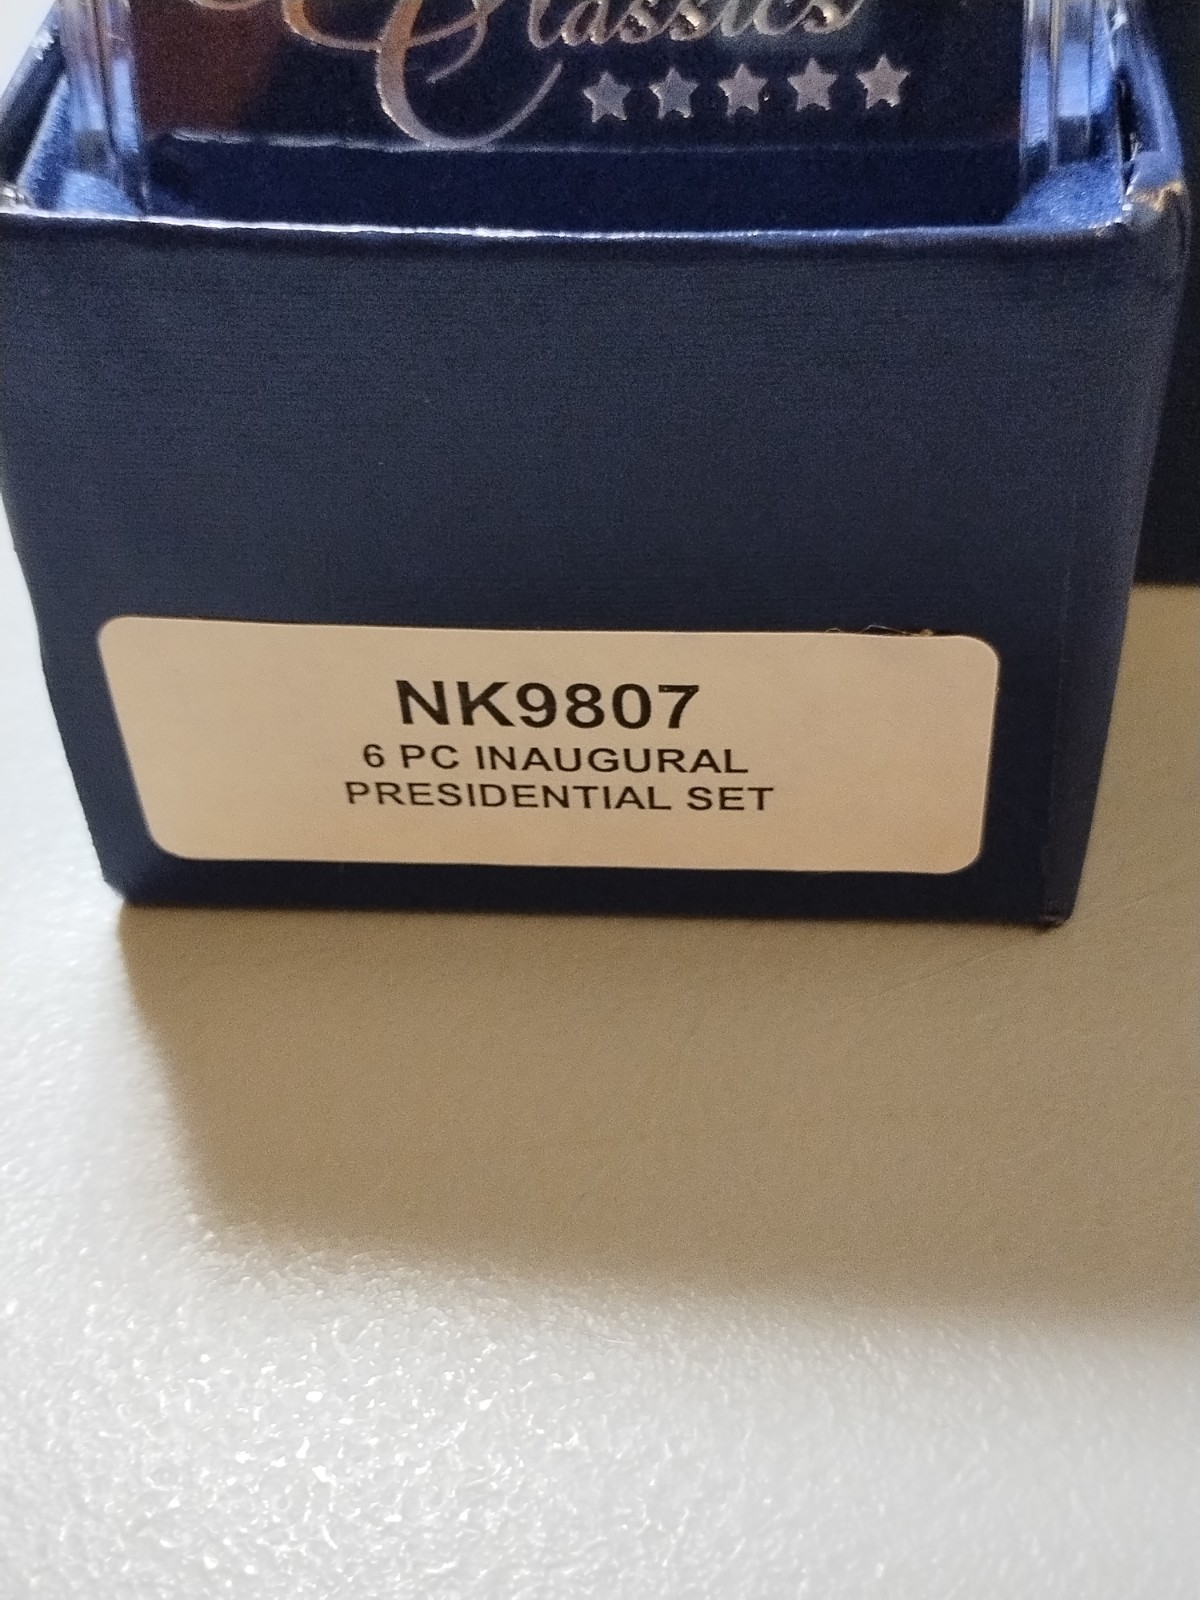 Classics
NK9807
6 PC INAUGURAL
PRESIDENTIAL SET